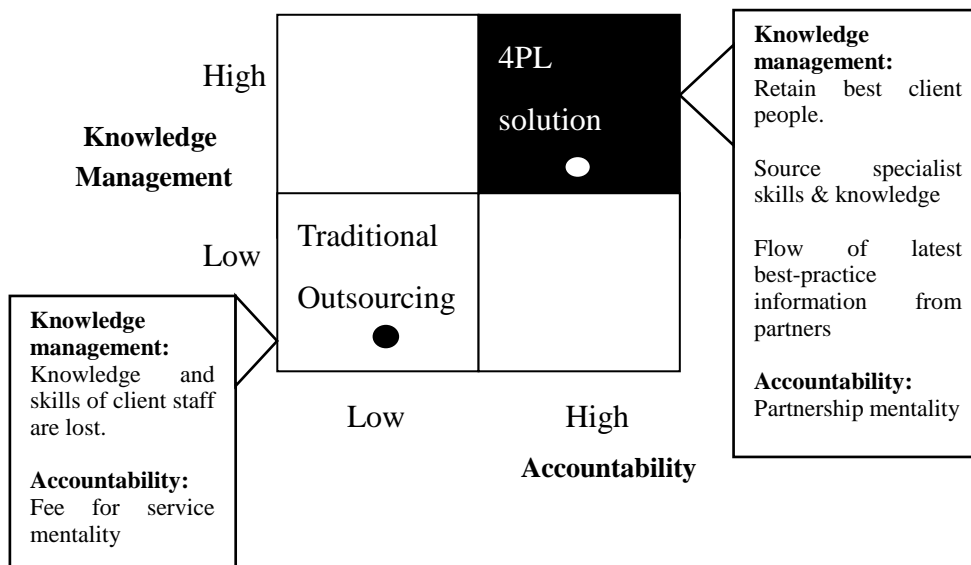 4PL
solution
High
Knowledge
Management
Traditional
Outsourcing
Low
Low
High
Accountability
Knowledge
management:
Retain best client
people.
Source specialist
skills & knowledge
Flow of latest
best-practice
information from
partners
Accountability:
Partnership mentality
Knowledge
management:
Knowledge and
skills of client staff
are lost.
Accountability:
Fee for service
mentality